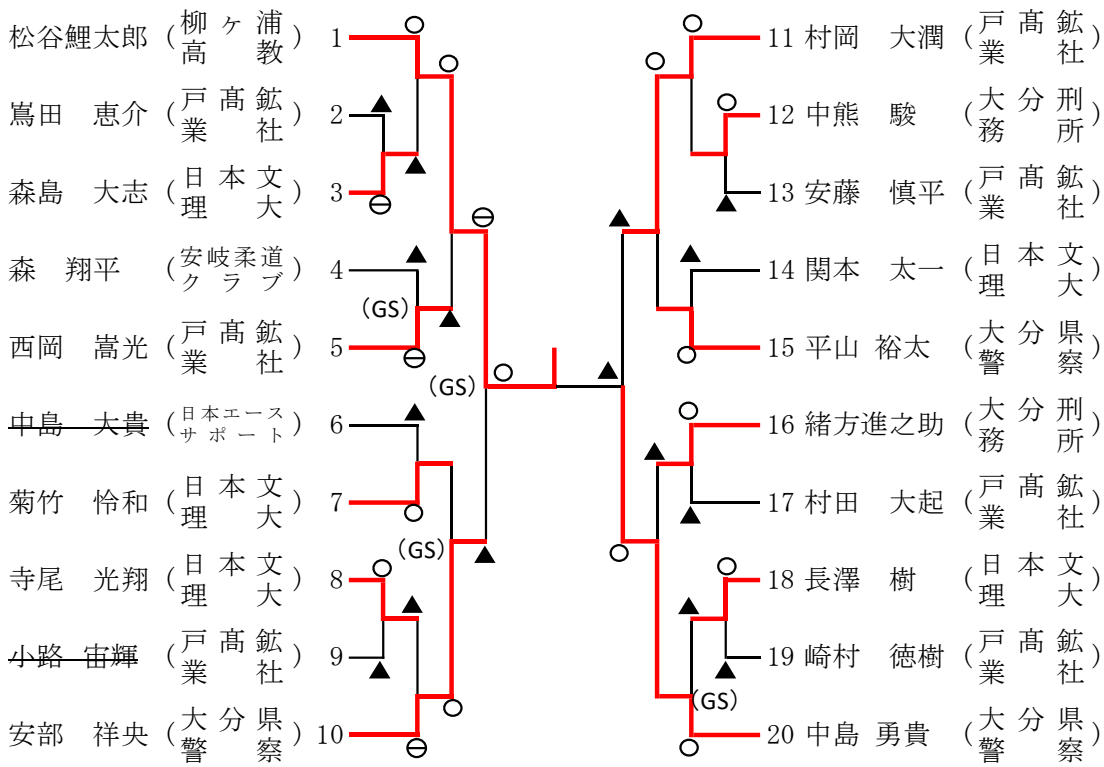 松谷鯉太郎 (柳ヶ浦高教) 1
嶌田 恵介 (戸髙鉱業社) 2
森島 大志 (日本文理大) 3
森 翔平 (安岐柔道クラブ) 4
(GS)
西岡 嵩光 (戸髙鉱業社) 5
(GS)
中島 大貴 (日本エースサポート) 6
菊竹 怜和 (日本文理大) 7
(GS)
寺尾 光翔 (日本文理大) 8
小路 宙輝 (戸髙鉱業社) 9
安部 祥央 (大分県警察) 10
11 村岡 大潤 (戸髙鉱業社)
12 中熊 駿 (大分刑務所)
13 安藤 慎平 (戸髙鉱業社)
14 関本 太一 (日本文理大)
15 平山 裕太 (大分県警察)
16 緒方進之助 (大分刑務所)
17 村田 大起 (戸髙鉱業社)
18 長澤 樹 (日本文理大)
19 崎村 徳樹 (戸髙鉱業社)
(GS)
20 中島 勇貴 (大分県警察)